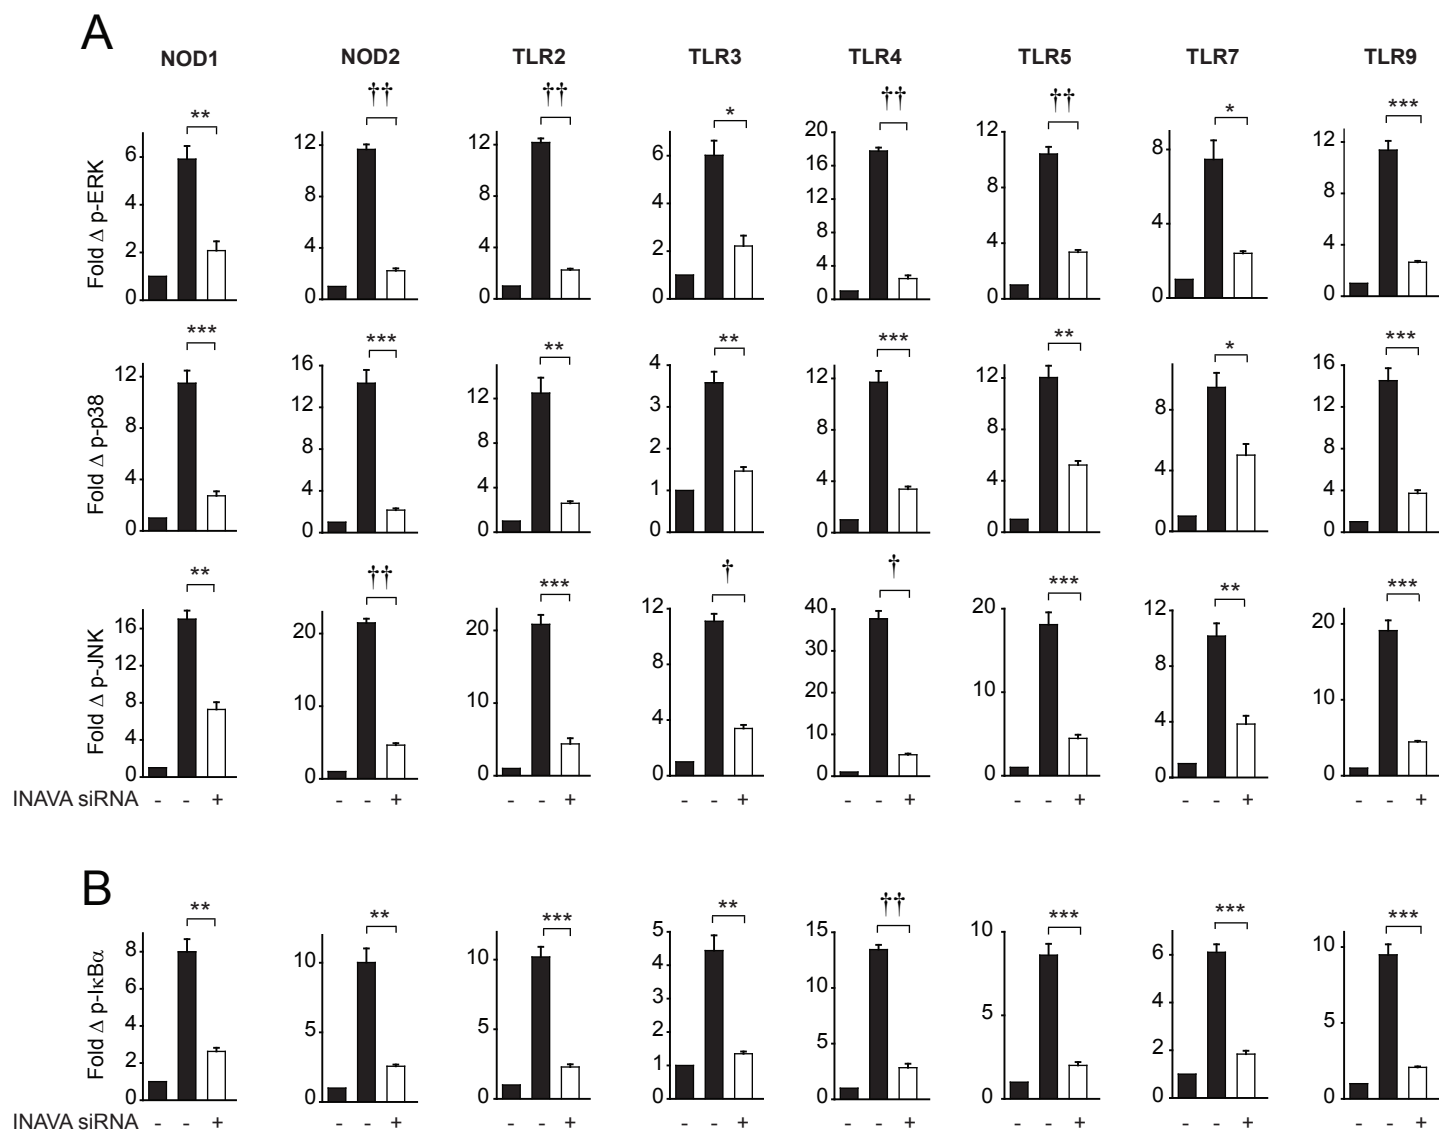 A
NOD1 NOD2 TLR2 TLR3 TLR4 TLR5 TLR7 TLR9
** †† †† * †† †† * ***
Fold Δ p-ERK
6 4 2 0
12 8 4 0
12 8 4 0
6 4 2 0
20 16 12 8 4 0
12 8 4 0
8 4 0
12 8 4 0
*** *** ** ** *** ** * ***
Fold Δ p-p38
12 8 4 0
16 12 8 4 0
12 8 4 0
4 3 2 1 0
12 8 4 0
12 8 4 0
8 4 0
16 12 8 4 0
** †† *** † † *** ** ***
Fold Δ p-JNK
16 12 8 4 0
20 10 0
20 10 0
12 8 4 0
40 30 20 10 0
20 10 0
12 8 4 0
20 10 0
INAVA siRNA - - + - - + - - + - - + - - + - - + - - + - - +
B
** ** *** ** †† *** *** ***
Fold Δ p-IκBα
8 6 4 2 0
10 5 0
10 5 0
5 4 3 2 1 0
15 10 5 0
10 5 0
6 4 2 0
10 5 0
INAVA siRNA - - + - - + - - + - - + - - + - - + - - + - - +